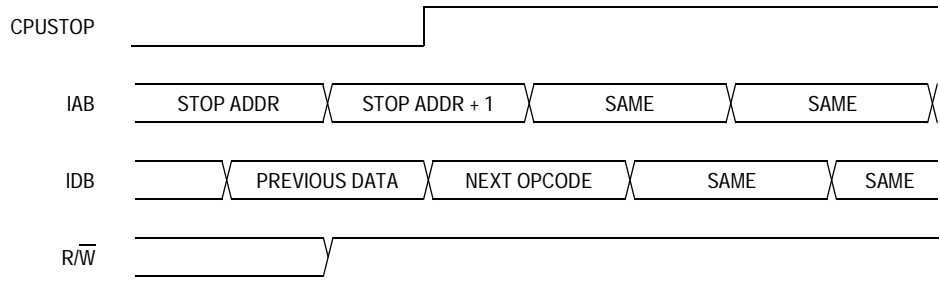 CPUSTOP
IAB STOP ADDR STOP ADDR + 1 SAME SAME
IDB PREVIOUS DATA NEXT OPCODE SAME SAME
R/W̅